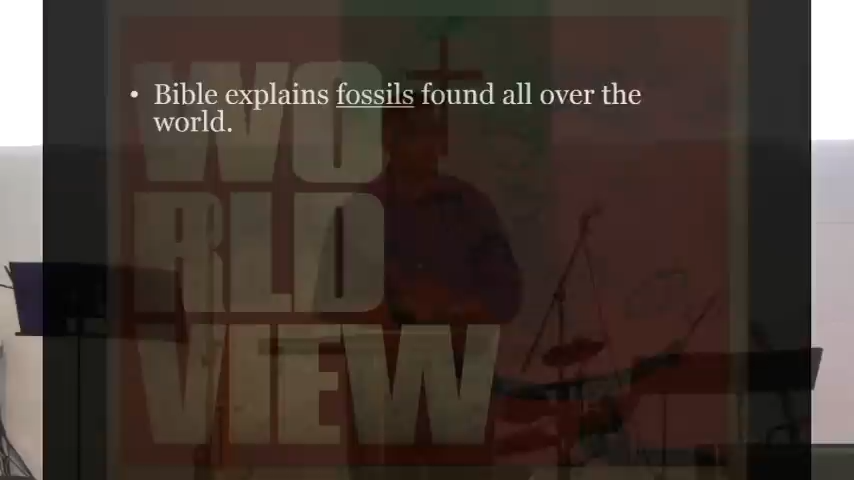 • Bible explains fossils found all over the
world.
WO
RLD
VIEW